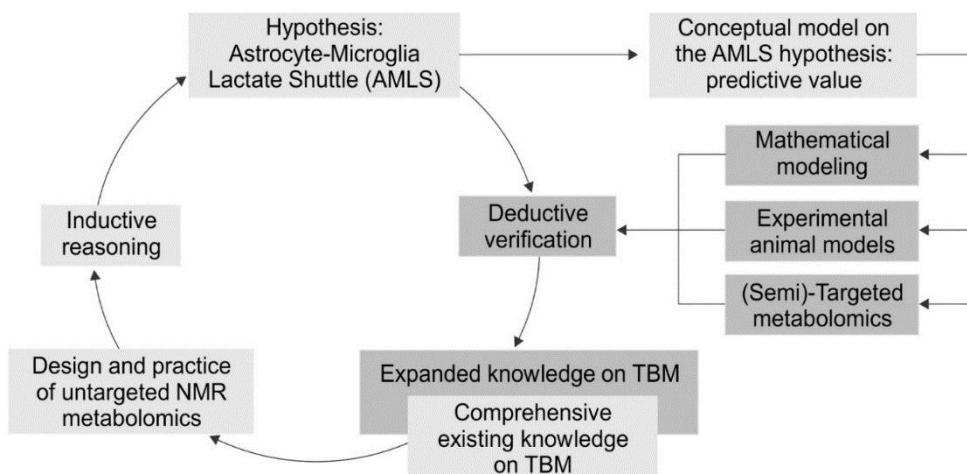 Hypothesis:
Astrocyte-Microglia
Lactate Shuttle (AMLS)
Conceptual model on
the AMLS hypothesis:
predictive value
Mathematical
modeling
Inductive
reasoning
Deductive
verification
Experimental
animal models
(Semi)-Targeted
metabolomics
Design and practice
of untargeted NMR
metabolomics
Expanded knowledge on TBM
Comprehensive
existing knowledge
on TBM